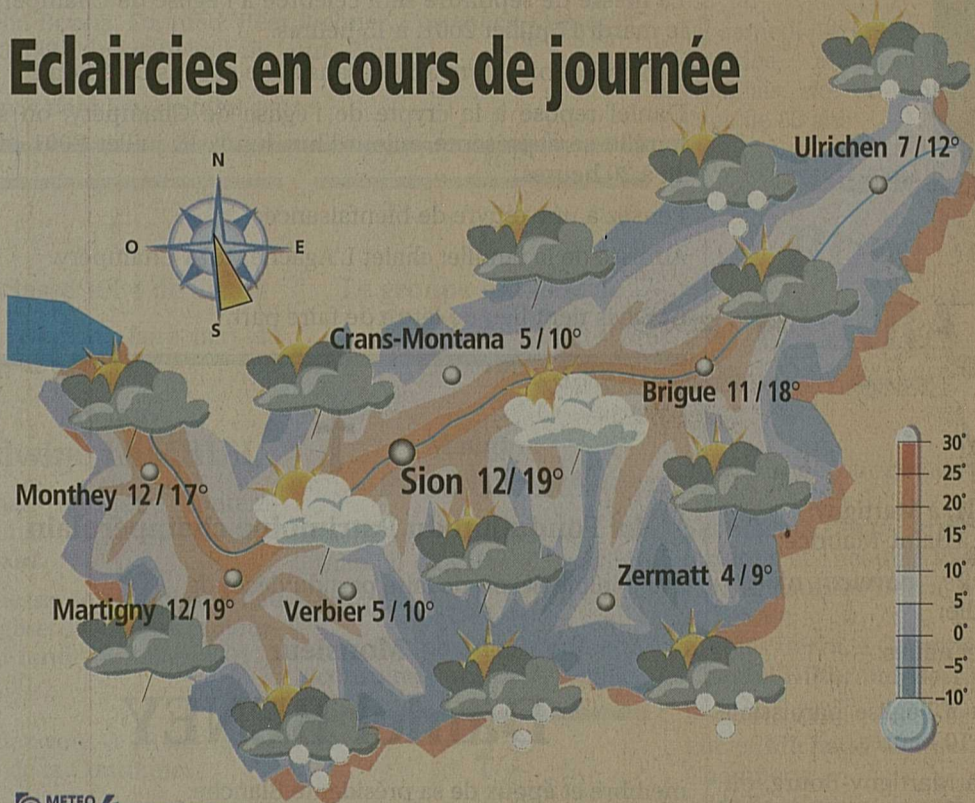 Eclaircies en cours de journée
N
O E
S
Ulrichen 7/12°
Crans-Montana 5/10°
Brigue 11/18°
Sion 12/19°
Monthey 12/17°
Zermatt 4/9°
Martigny 12/19°
Verbier 5/10°
30°
25°
20°
15°
10°
5°
0°
-5°
-10°
METEO